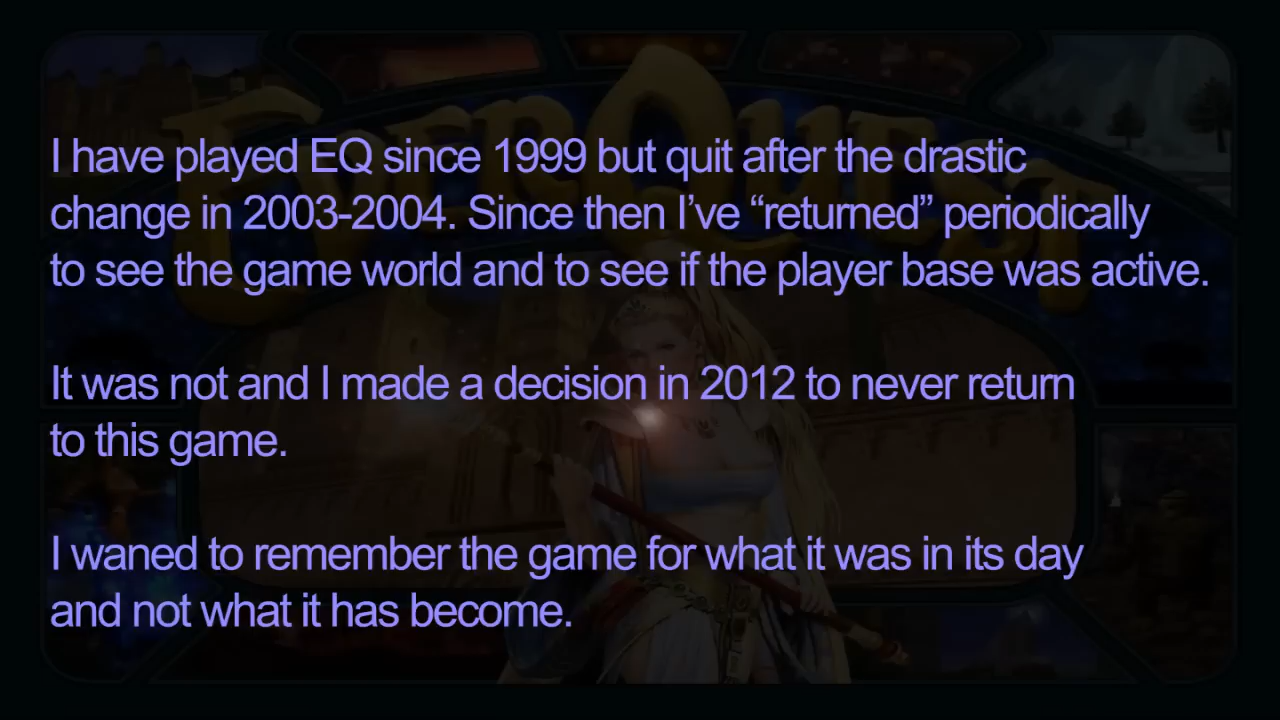 EVERQUEST
I have played EQ since 1999 but quit after the drastic
change in 2003-2004. Since then I’ve “returned” periodically
to see the game world and to see if the player base was active.
It was not and I made a decision in 2012 to never return
to this game.
I waned to remember the game for what it was in its day
and not what it has become.